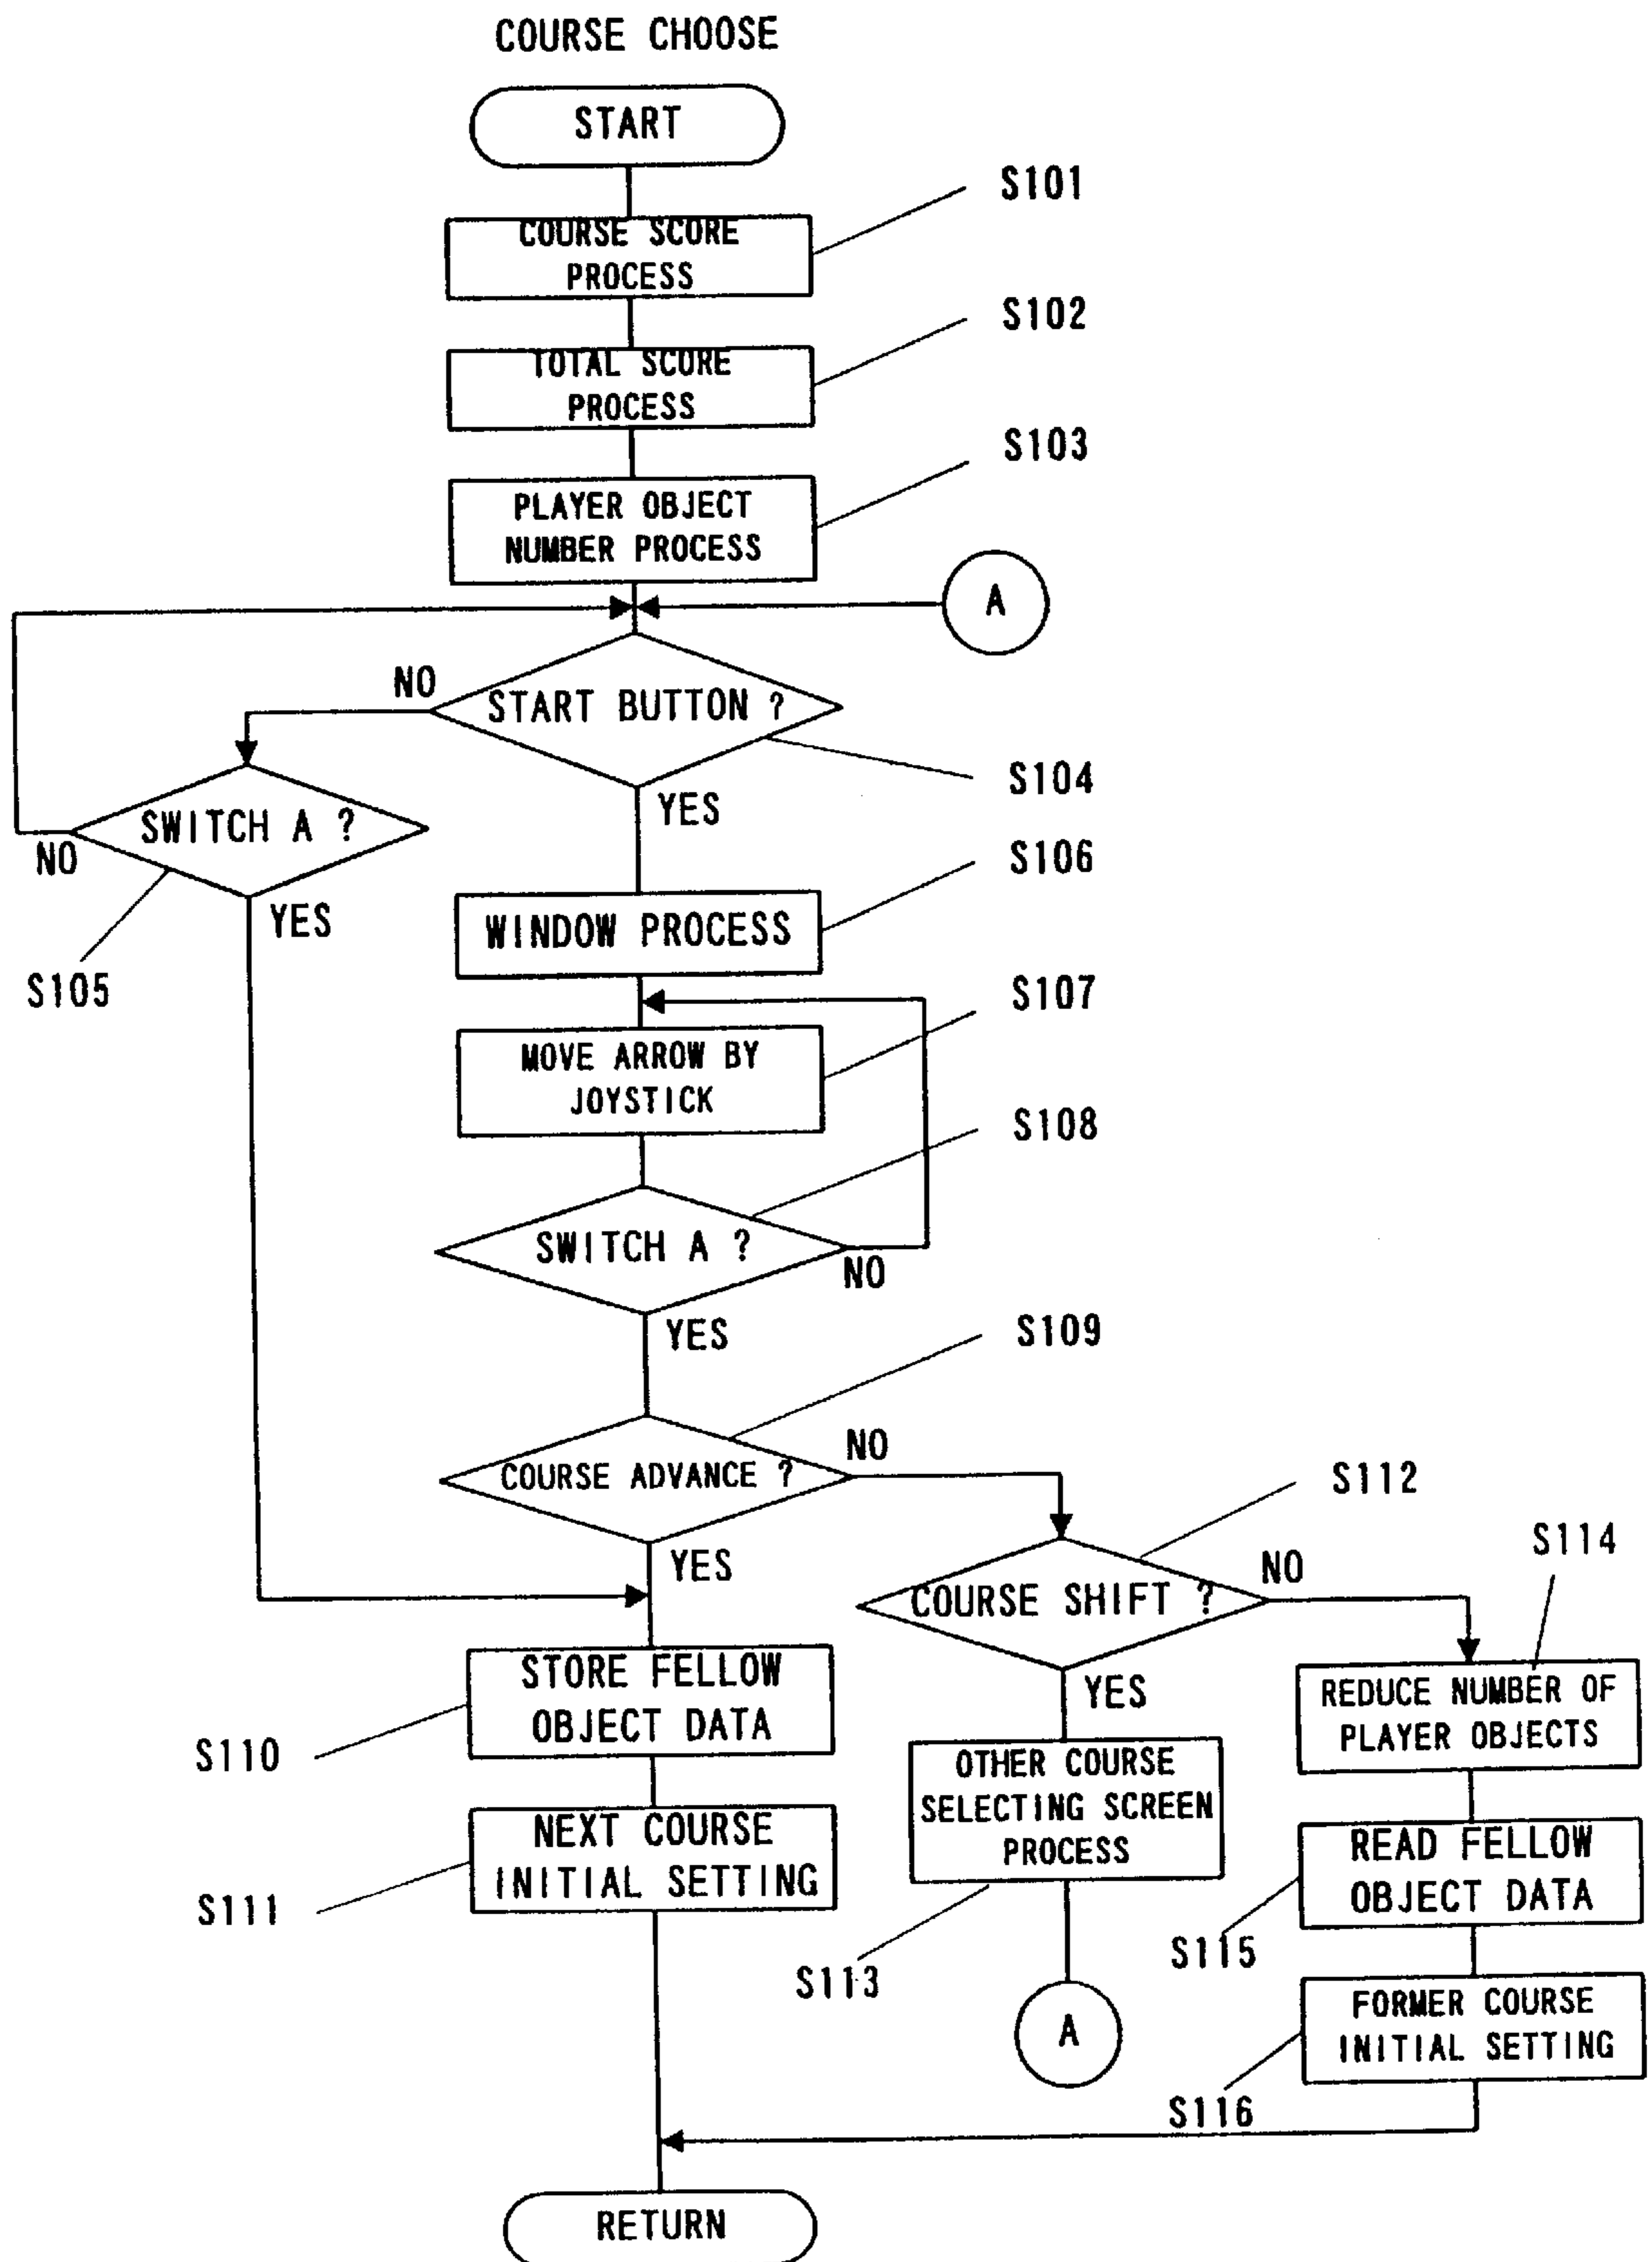 COURSE CHOOSE
START
S101
COURSE SCORE
PROCESS
S102
TOTAL SCORE
PROCESS
S103
PLAYER OBJECT
NUMBER PROCESS
A
NO
START BUTTON ?
S104
YES
SWITCH A ?
NO
YES
S105
S106
WINDOW PROCESS
S107
MOVE ARROW BY
JOYSTICK
S108
SWITCH A ?
NO
YES
S109
NO
COURSE ADVANCE ?
YES
S112
S114
NO
COURSE SHIFT ?
YES
STORE FELLOW
OBJECT DATA
S110
REDUCE NUMBER OF
PLAYER OBJECTS
OTHER COURSE
SELECTING SCREEN
PROCESS
NEXT COURSE
INITIAL SETTING
S111
READ FELLOW
OBJECT DATA
S115
S113
A
FORMER COURSE
INITIAL SETTING
S116
RETURN